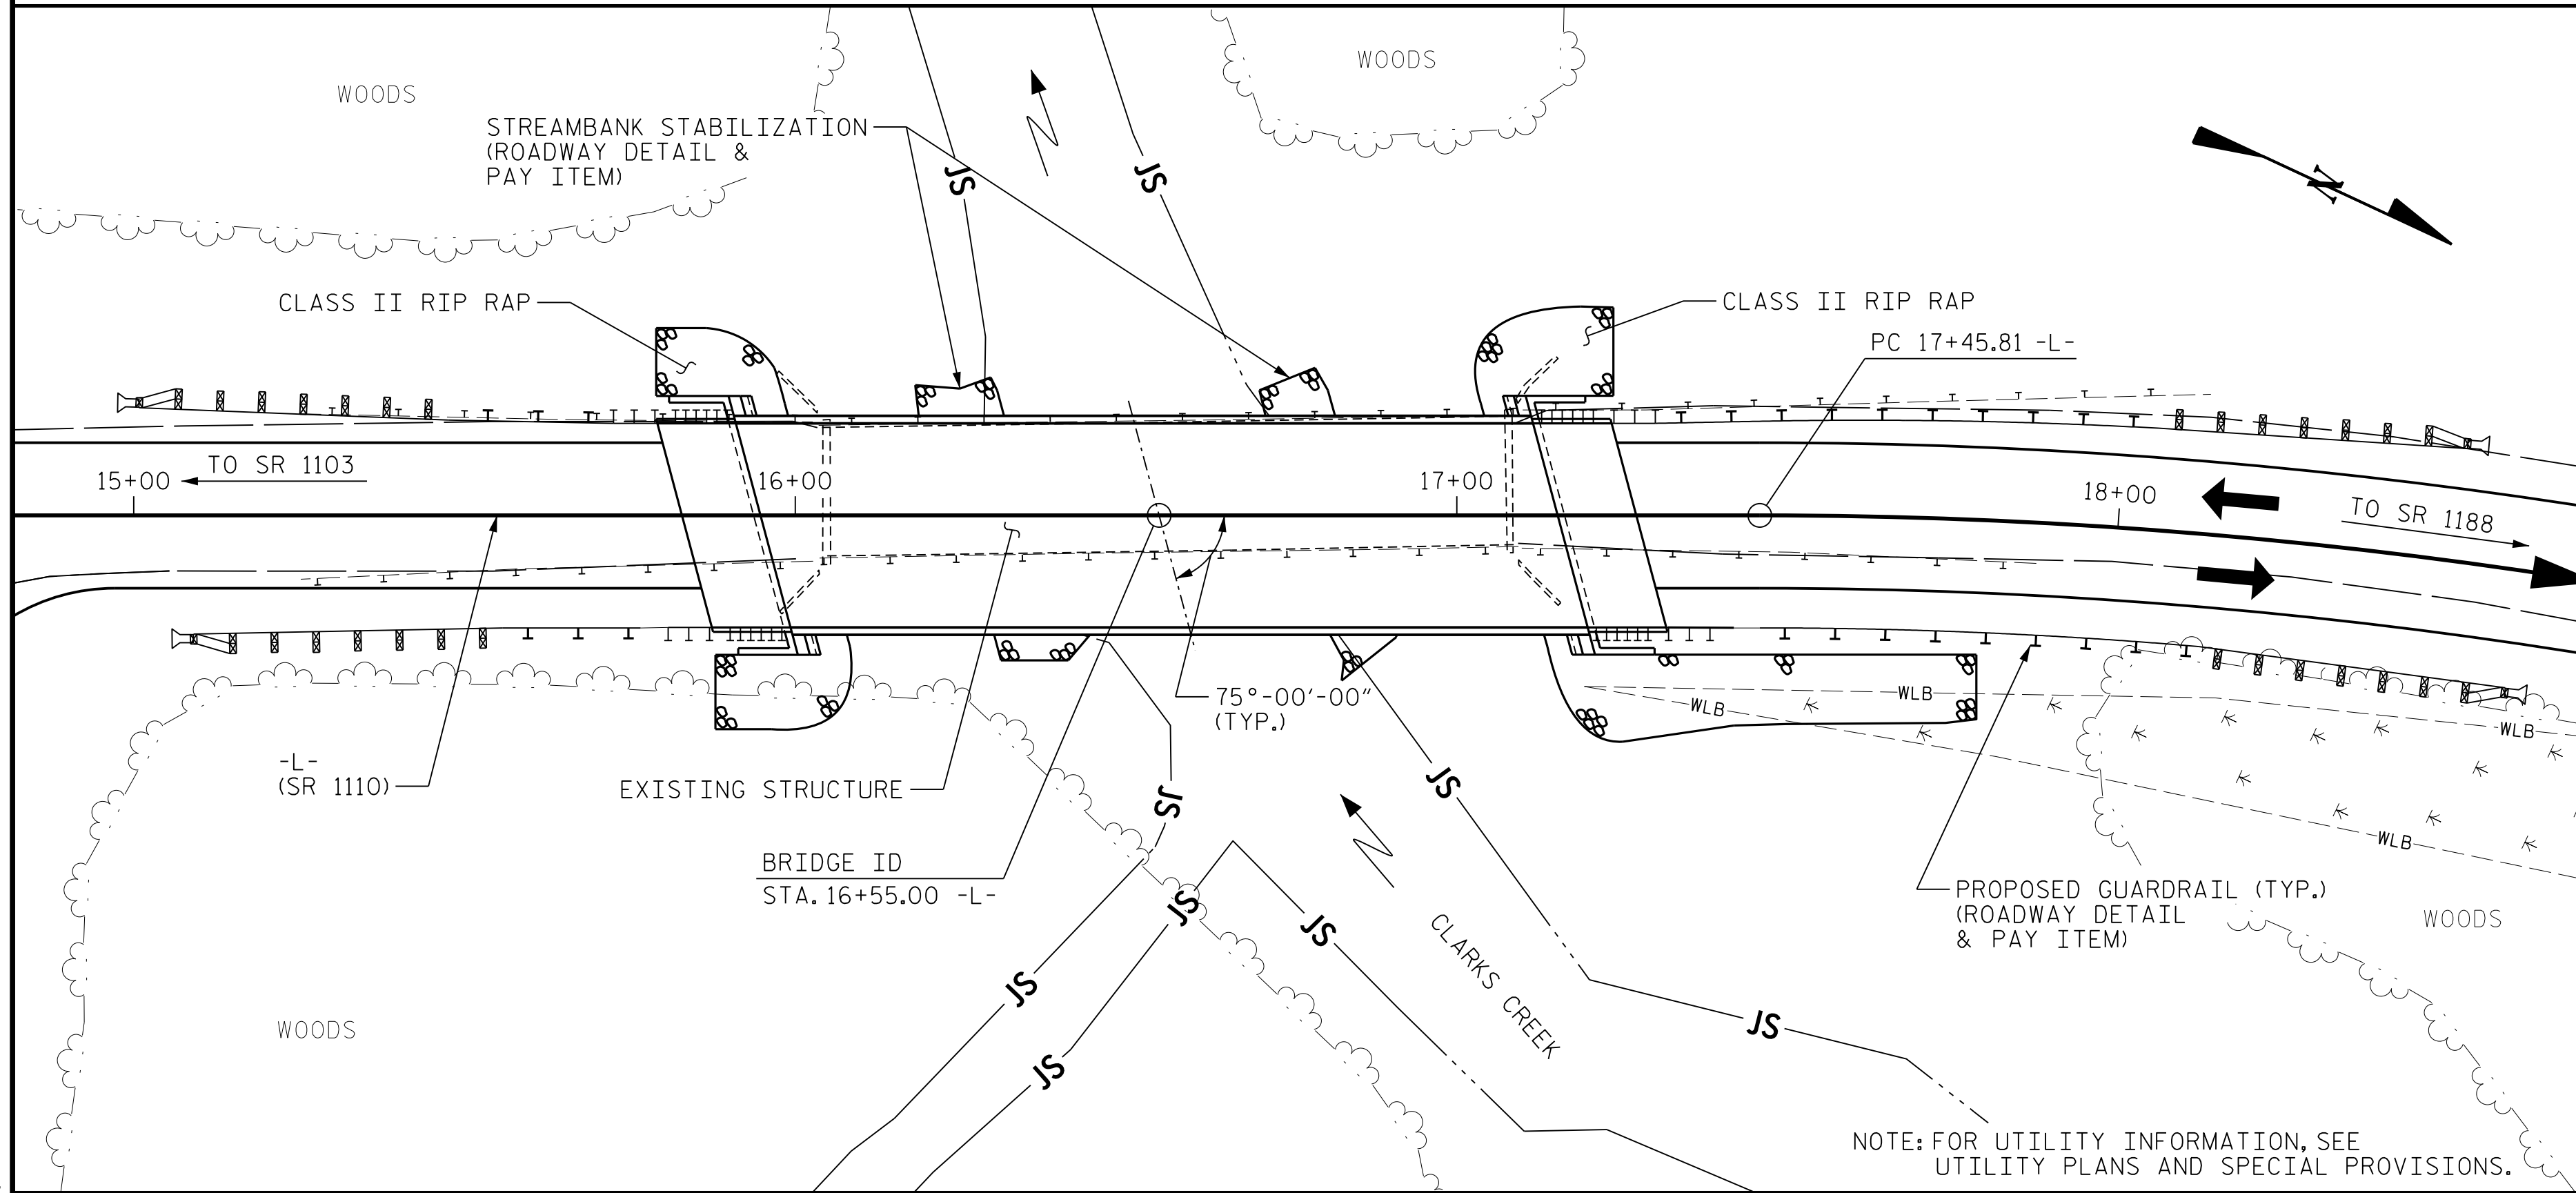 WOODS
WOODS
STREAMBANK STABILIZATION
(ROADWAY DETAIL &
PAY ITEM)
JS
JS
N
CLASS II RIP RAP
CLASS II RIP RAP
PC 17+45.81 -L-
15+00
TO SR 1103
16+00
17+00
18+00
TO SR 1188
75°-00'-00"
(TYP.)
WLB
WLB
WLB
WLB
-L-
(SR 1110)
EXISTING STRUCTURE
JS
JS
BRIDGE ID
STA. 16+55.00 -L-
JS
JS
CLARKS CREEK
PROPOSED GUARDRAIL (TYP.)
(ROADWAY DETAIL
& PAY ITEM)
WOODS
JS
JS
JS
WOODS
NOTE: FOR UTILITY INFORMATION, SEE
UTILITY PLANS AND SPECIAL PROVISIONS.